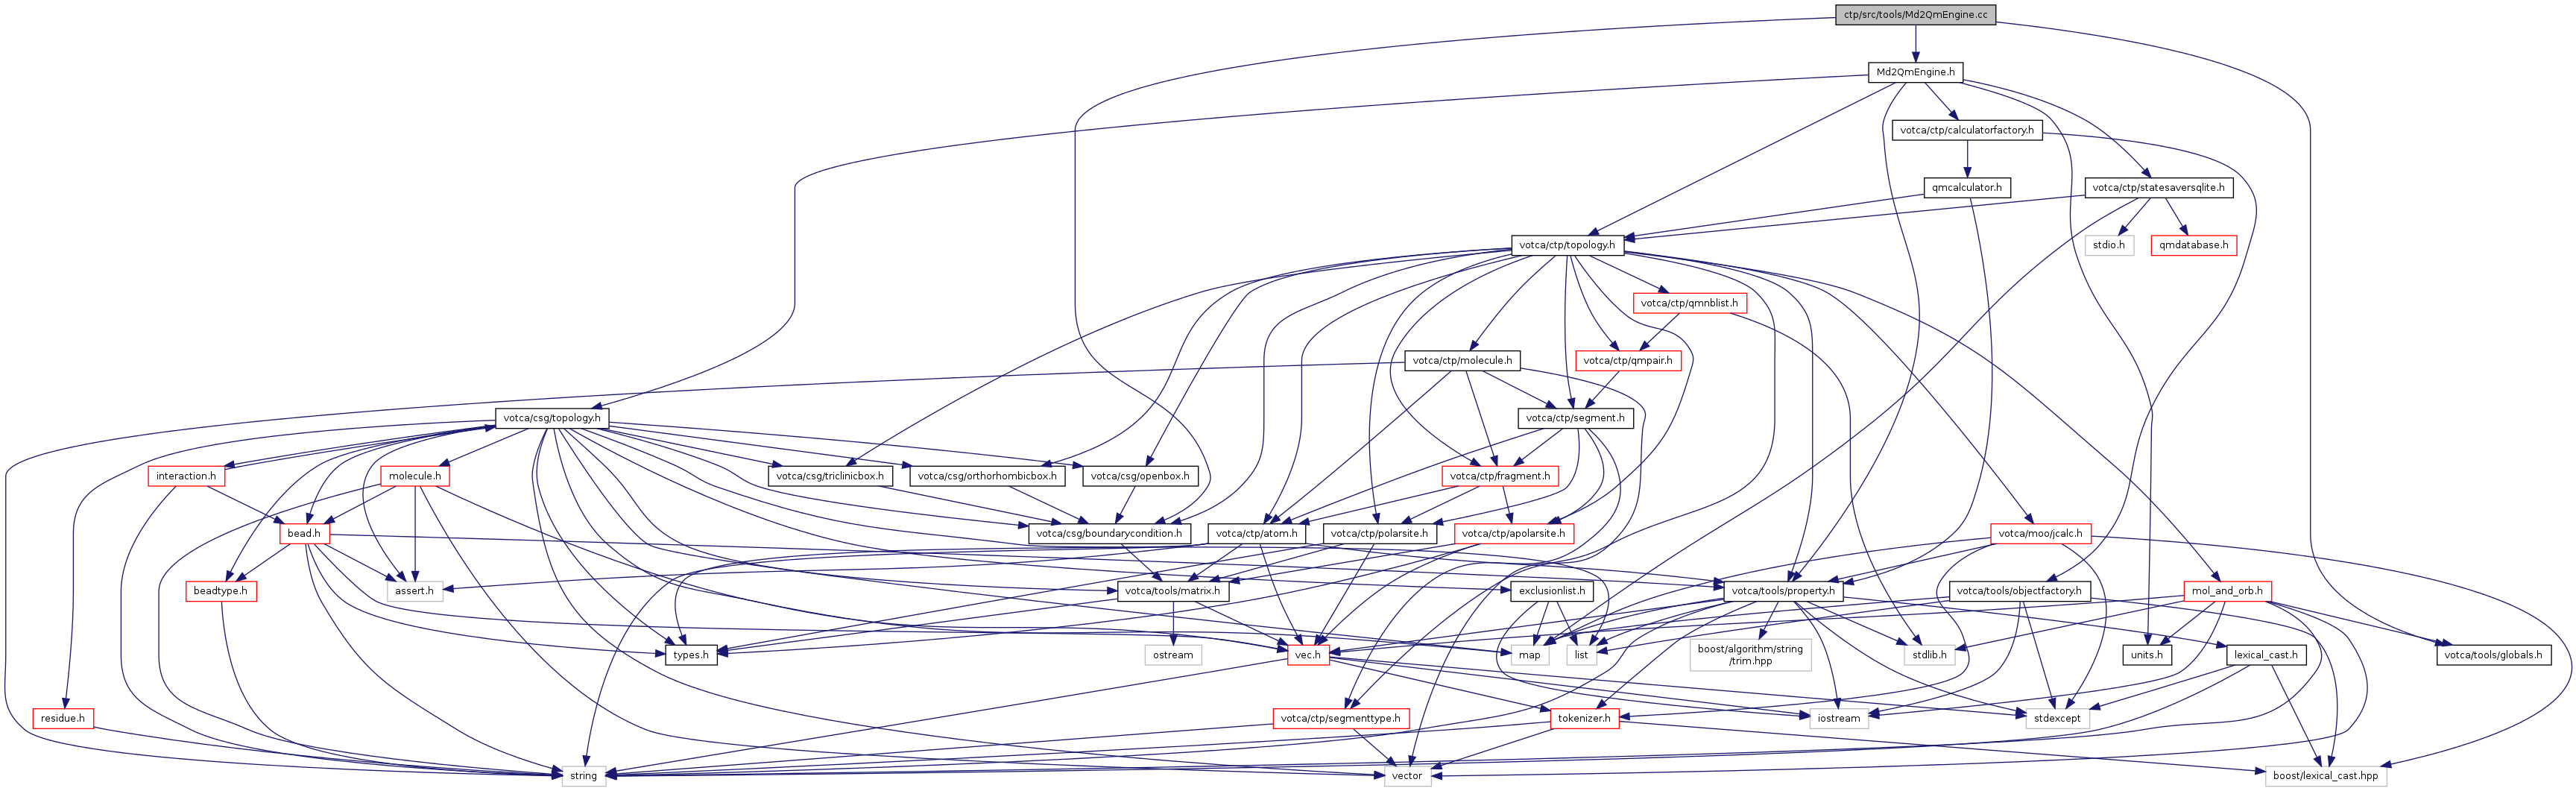 ctp/src/tools/Md2QmEngine.cc
Md2QmEngine.h
votca/ctp/calculatorfactory.h
qmcalculator.h
votca/ctp/statesaversqlite.h
votca/ctp/topology.h
stdio.h
qmdatabase.h
votca/ctp/qmnblist.h
votca/ctp/molecule.h
votca/ctp/qmpair.h
votca/csg/topology.h
votca/ctp/segment.h
interaction.h
molecule.h
votca/csg/triclinicbox.h
votca/csg/orthorhombicbox.h
votca/csg/openbox.h
votca/ctp/fragment.h
bead.h
votca/csg/boundarycondition.h
votca/ctp/atom.h
votca/ctp/polarsite.h
votca/ctp/apolarsite.h
votca/moo/jcalc.h
beadtype.h
assert.h
votca/tools/matrix.h
exclusionlist.h
votca/tools/property.h
votca/tools/objectfactory.h
mol_and_orb.h
types.h
ostream
vec.h
map
list
boost/algorithm/string
/trim.hpp
stdlib.h
units.h
lexical_cast.h
votca/tools/globals.h
residue.h
votca/ctp/segmenttype.h
tokenizer.h
iostream
stdexcept
string
vector
boost/lexical_cast.hpp